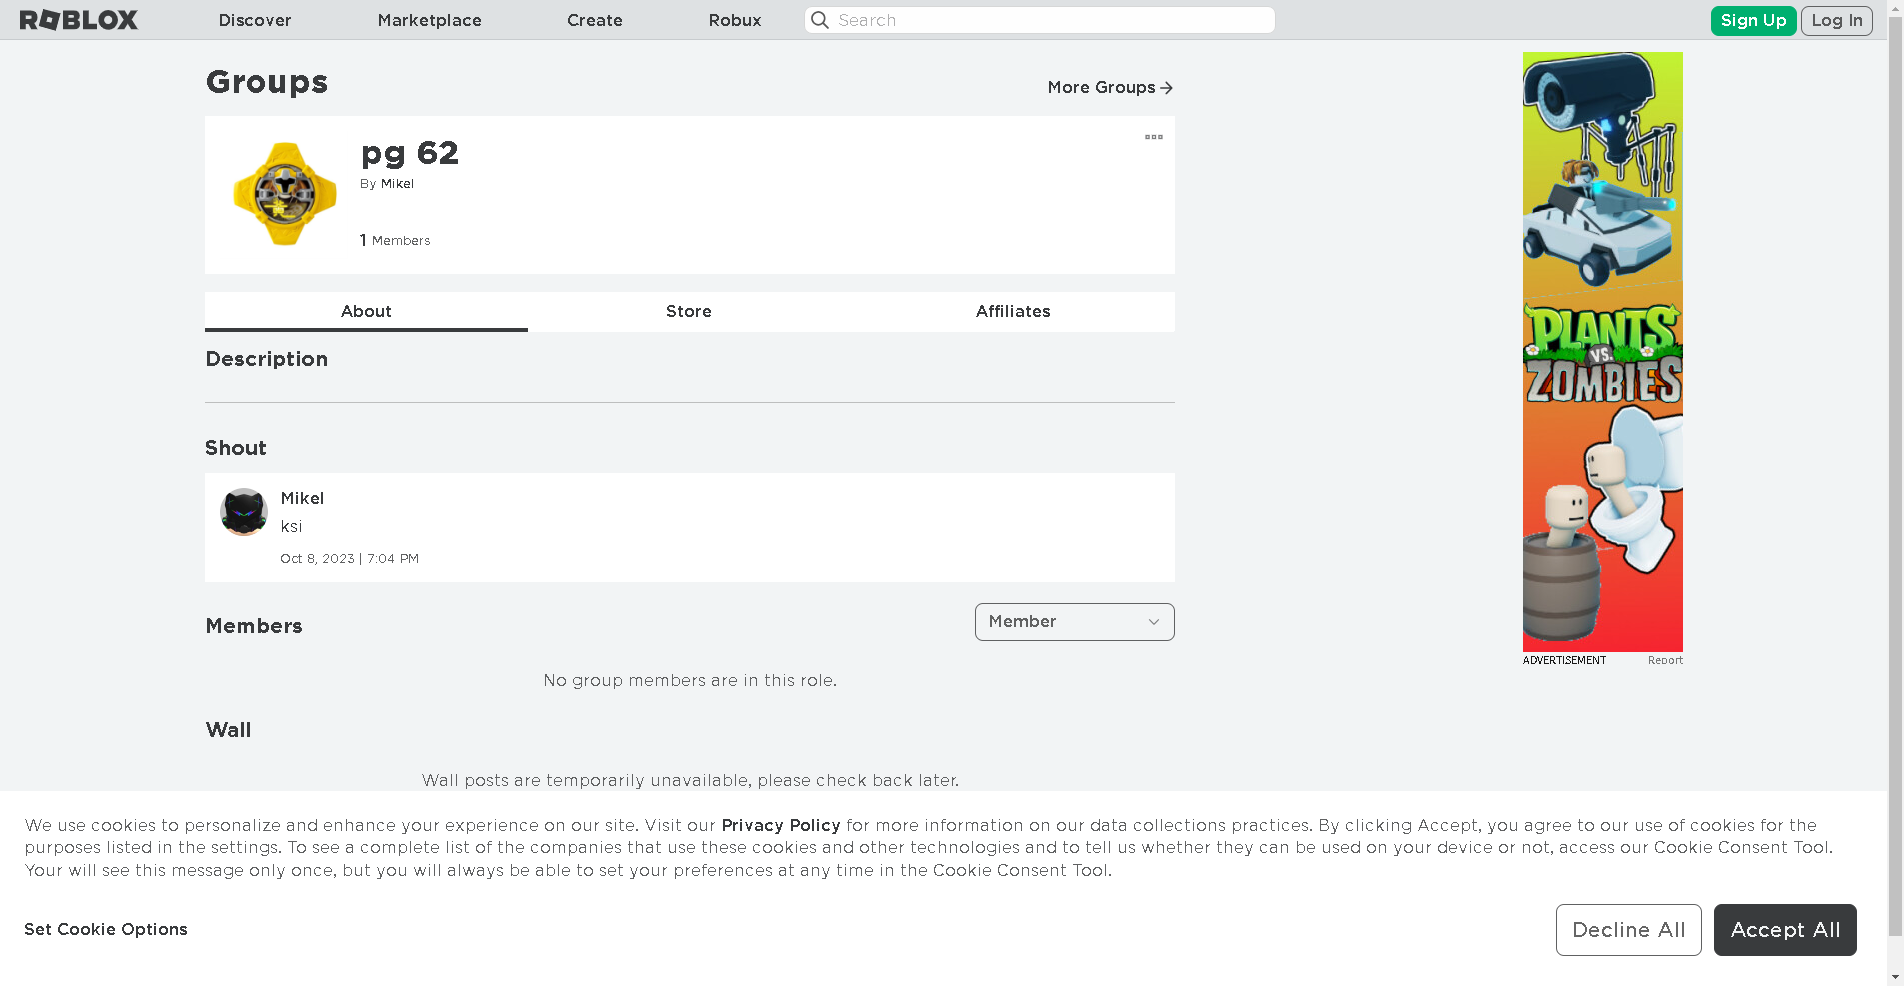 ROBLOX
Discover
Marketplace
Create
Robux
Search
Sign Up
Log In
Groups
More Groups
pg 62
By Mikel
1 Members
About
Store
Affiliates
Description
Shout
Mikel
ksi
Oct 8, 2023 | 7:04 PM
Members
Member
No group members are in this role.
Wall
Wall posts are temporarily unavailable, please check back later.
PLANTS
VS.
ZOMBIES
ADVERTISEMENT
Report
We use cookies to personalize and enhance your experience on our site. Visit our Privacy Policy for more information on our data collections practices. By clicking Accept, you agree to our use of cookies for the
purposes listed in the settings. To see a complete list of the companies that use these cookies and other technologies and to tell us whether they can be used on your device or not, access our Cookie Consent Tool.
Your will see this message only once, but you will always be able to set your preferences at any time in the Cookie Consent Tool.
Set Cookie Options
Decline All
Accept All